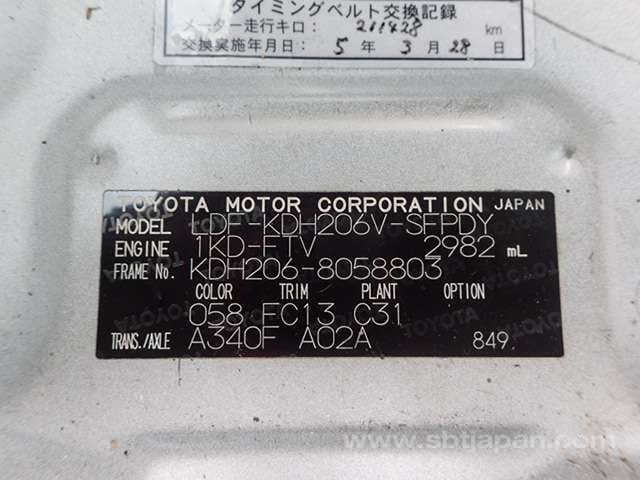 タイミングベルト交換記録
メーター走行キロ： 211428 km
交換実施年月日： 5 年 3 月 28 日
TOYOTA MOTOR CORPORATION JAPAN
MODEL LDF-KDH206V-SFPDY
ENGINE 1KD-FTV 2982 mL
FRAME No. KDH206-8058803
COLOR TRIM PLANT OPTION
058 FC13 C31
TRANS./AXLE A340F A02A 849
www.sbtjapan.com